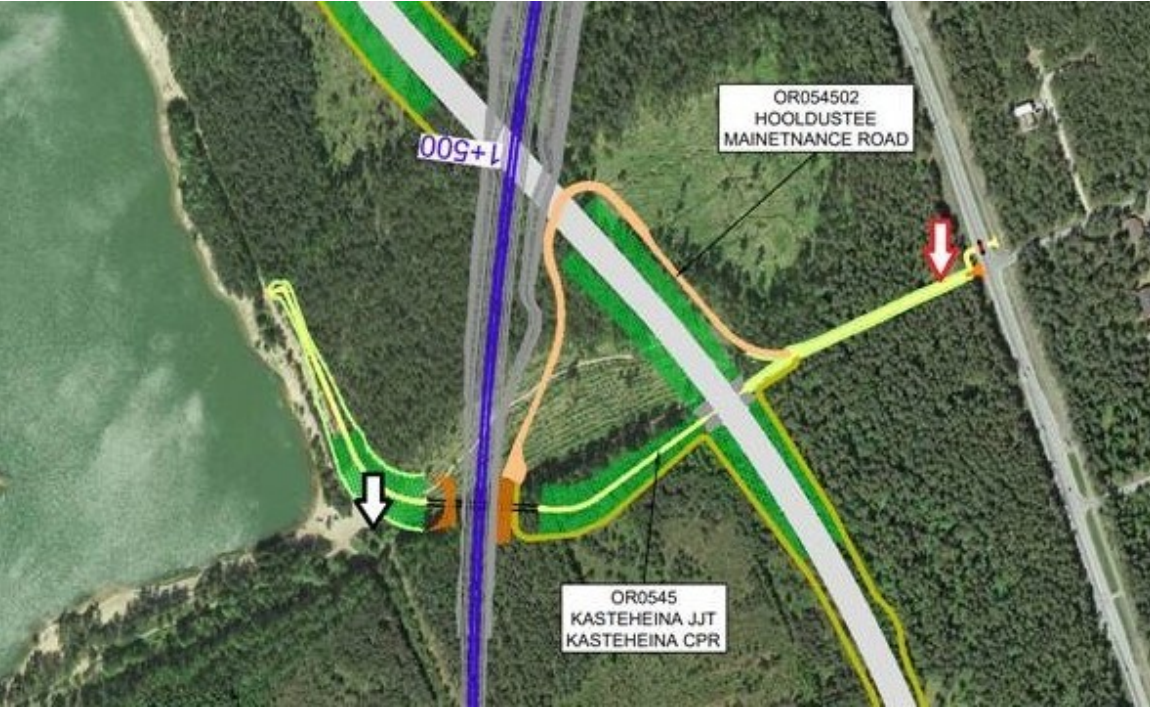 OR054502
HOOLDUSTEE
MAINETNANCE ROAD
1+500
OR0545
KASTEHEINA JJT
KASTEHEINA CPR